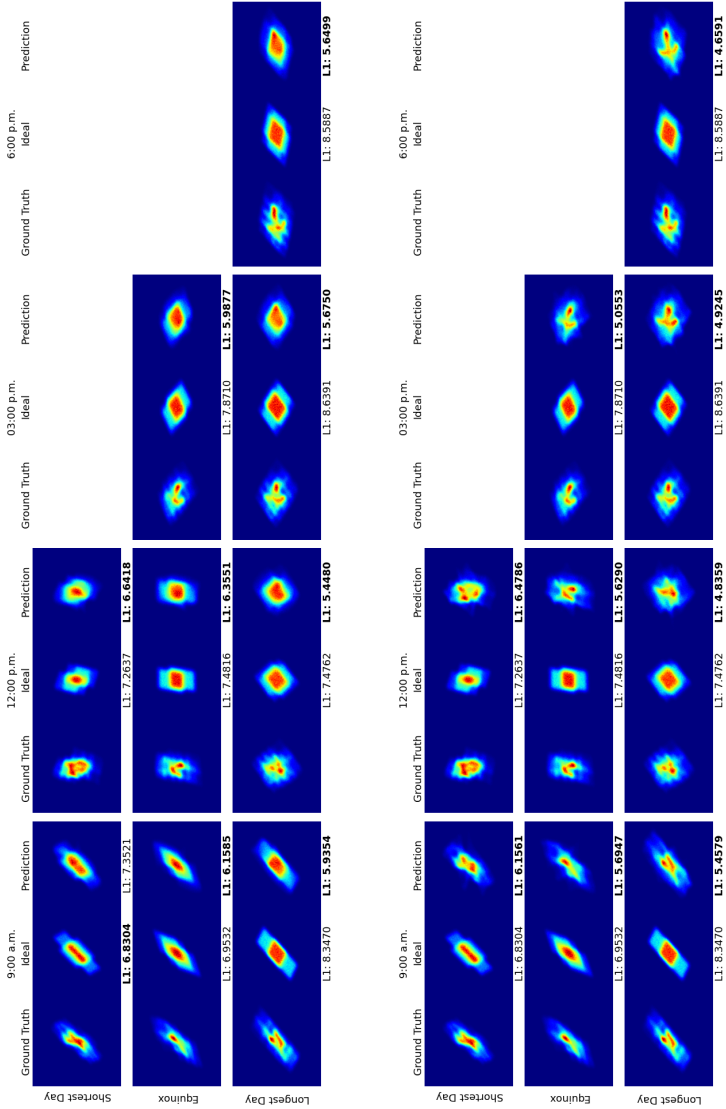 9:00 a.m. 12:00 p.m. 03:00 p.m. 6:00 p.m.
Ground Truth Ideal Prediction Ground Truth Ideal Prediction Ground Truth Ideal Prediction Ground Truth Ideal Prediction
Shortest Day
L1: 6.8304 L1: 7.3521 L1: 7.2637 L1: 6.6418
Equinox
L1: 6.9532 L1: 6.1585 L1: 7.4816 L1: 6.3551 L1: 7.8710 L1: 5.9877
Longest Day
L1: 8.3470 L1: 5.9354 L1: 7.4762 L1: 5.4480 L1: 8.6391 L1: 5.6750 L1: 8.5887 L1: 5.6499
9:00 a.m. 12:00 p.m. 03:00 p.m. 6:00 p.m.
Ground Truth Ideal Prediction Ground Truth Ideal Prediction Ground Truth Ideal Prediction Ground Truth Ideal Prediction
Shortest Day
L1: 6.8304 L1: 6.1561 L1: 7.2637 L1: 6.4786
Equinox
L1: 6.9532 L1: 5.6947 L1: 7.4816 L1: 5.6290 L1: 7.8710 L1: 5.0553
Longest Day
L1: 8.3470 L1: 5.4579 L1: 7.4762 L1: 4.8359 L1: 8.6391 L1: 4.9245 L1: 8.5887 L1: 4.6591